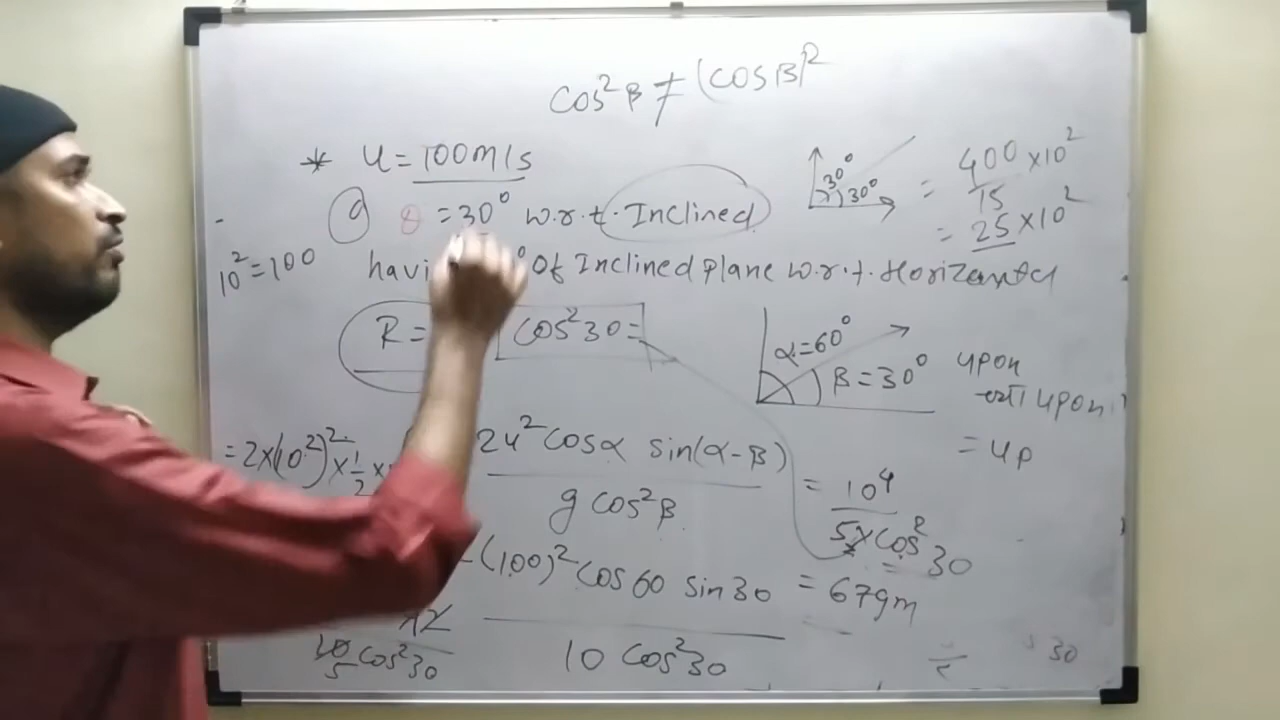 cos²β ≠ (cosβ)²
* u = 100m/s
θ = 30° w.r.t. Inclined
10² = 100
Of Inclined plane w.r.t. Horizontal
R =
cos²30 =
30°
30°
= 400 × 10²
15
= 25 × 10²
α = 60°
β = 30°
upon
upon
= up
= 2×(10²)² × 1/2
2u² cosα sin(α-β)
g cos²β
(100)² cos60 sin30
10 cos²30
×2
10 cos²30
5
= 10⁴
5× cos²30
= 679m
30